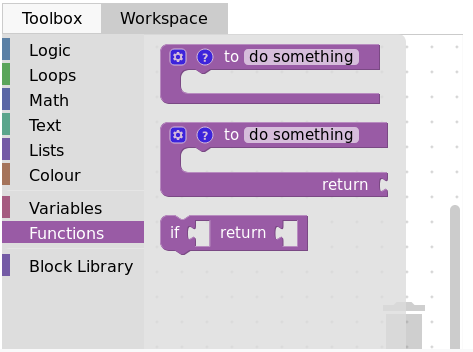 Toolbox
Workspace
Logic
Loops
Math
Text
Lists
Colour
Variables
Functions
Block Library
? to do something
? to do something
return
if return